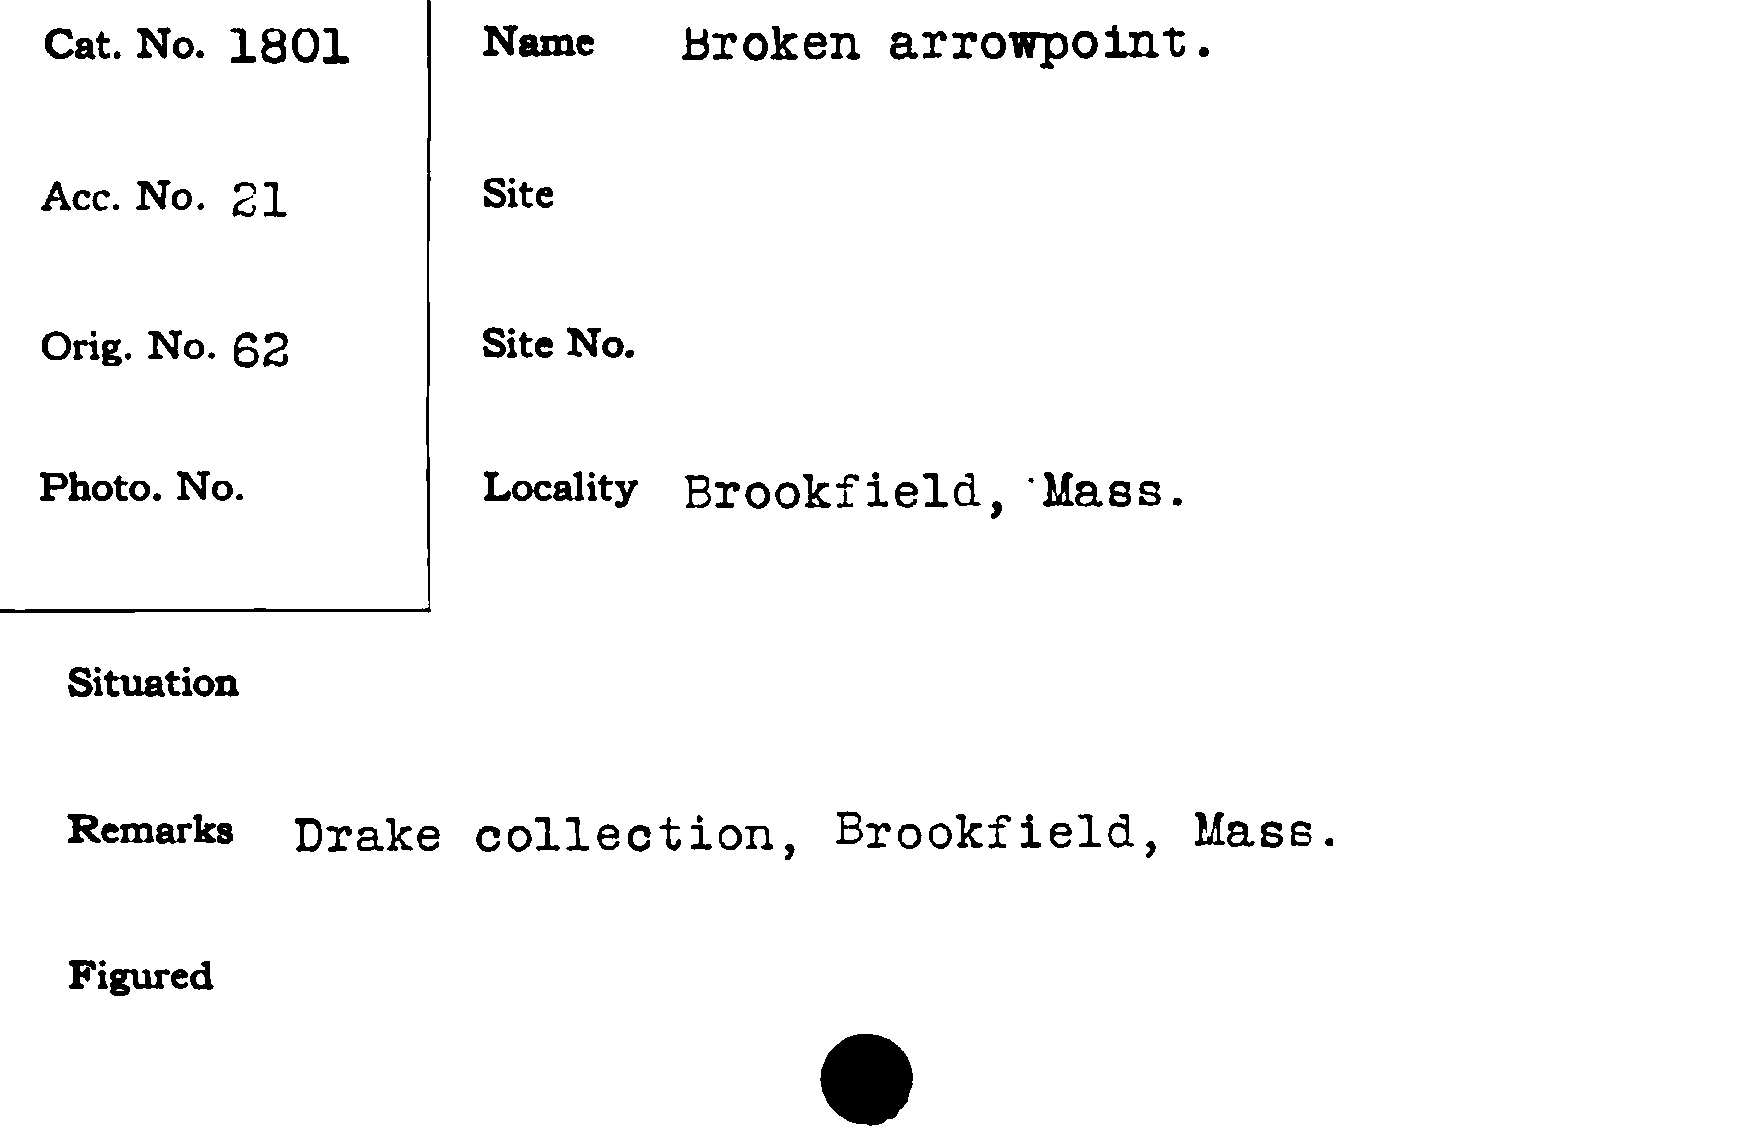 Cat. No. 1801
Name Broken arrowpoint.
Acc. No. 21
Site
Orig. No. 62
Site No.
Photo. No.
Locality Brookfield, Mass.
Situation
Remarks Drake collection, Brookfield, Mass.
Figured